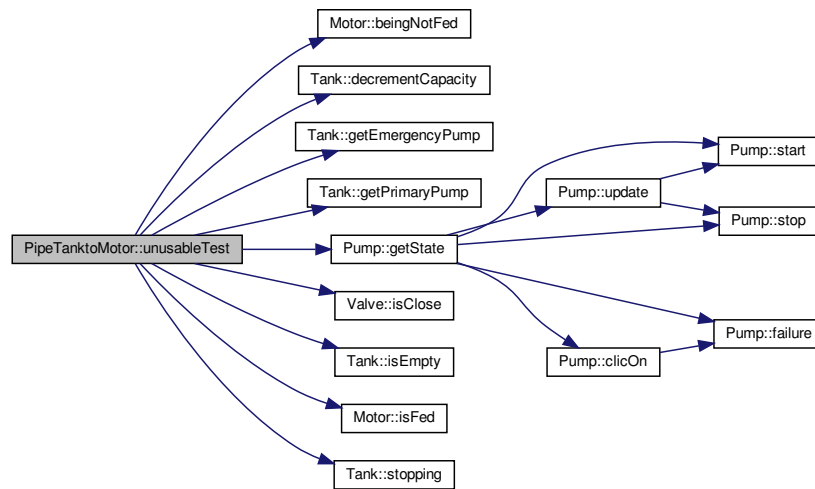 Motor::beingNotFed
Tank::decrementCapacity
Tank::getEmergencyPump
Tank::getPrimaryPump
PipeTanktoMotor::unusableTest
Pump::getState
Valve::isClose
Tank::isEmpty
Motor::isFed
Tank::stopping
Pump::update
Pump::clicOn
Pump::start
Pump::stop
Pump::failure